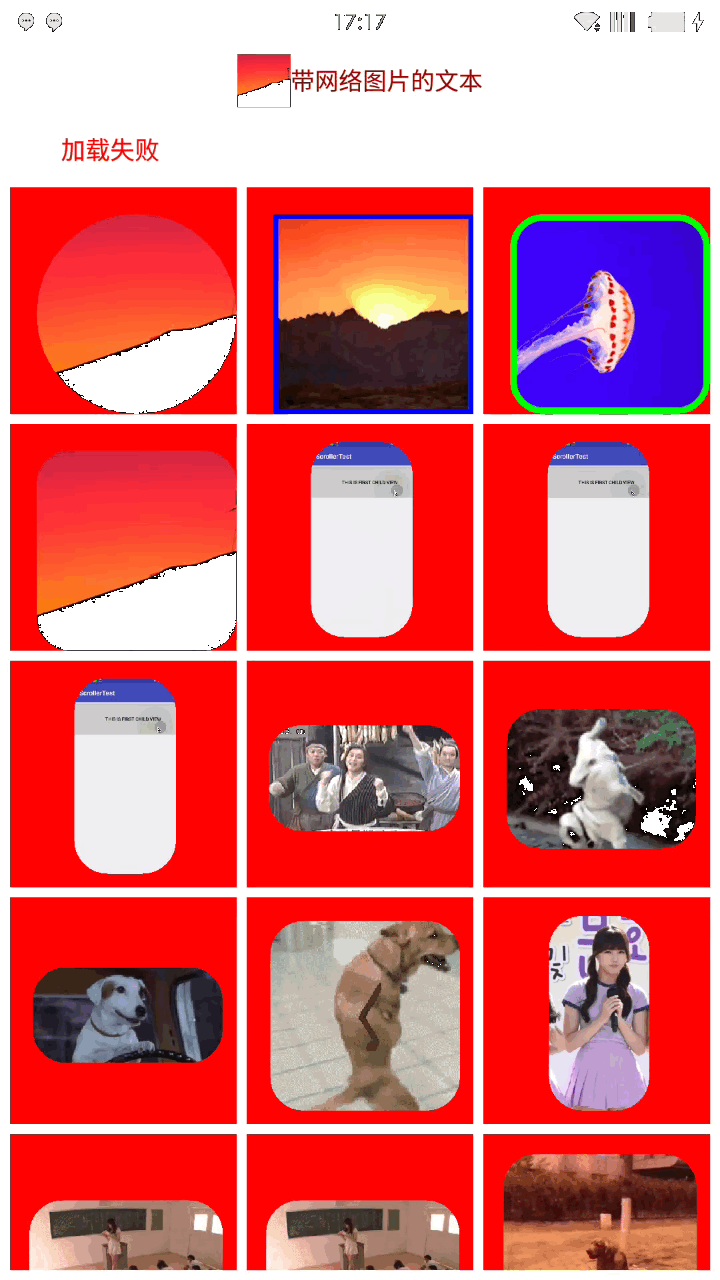 17:17
带网络图片的文本
加载失败
ScrollerTest
THIS IS FIRST CHILD VIEW
ScrollerTest
THIS IS FIRST CHILD VIEW
ScrollerTest
THIS IS FIRST CHILD VIEW